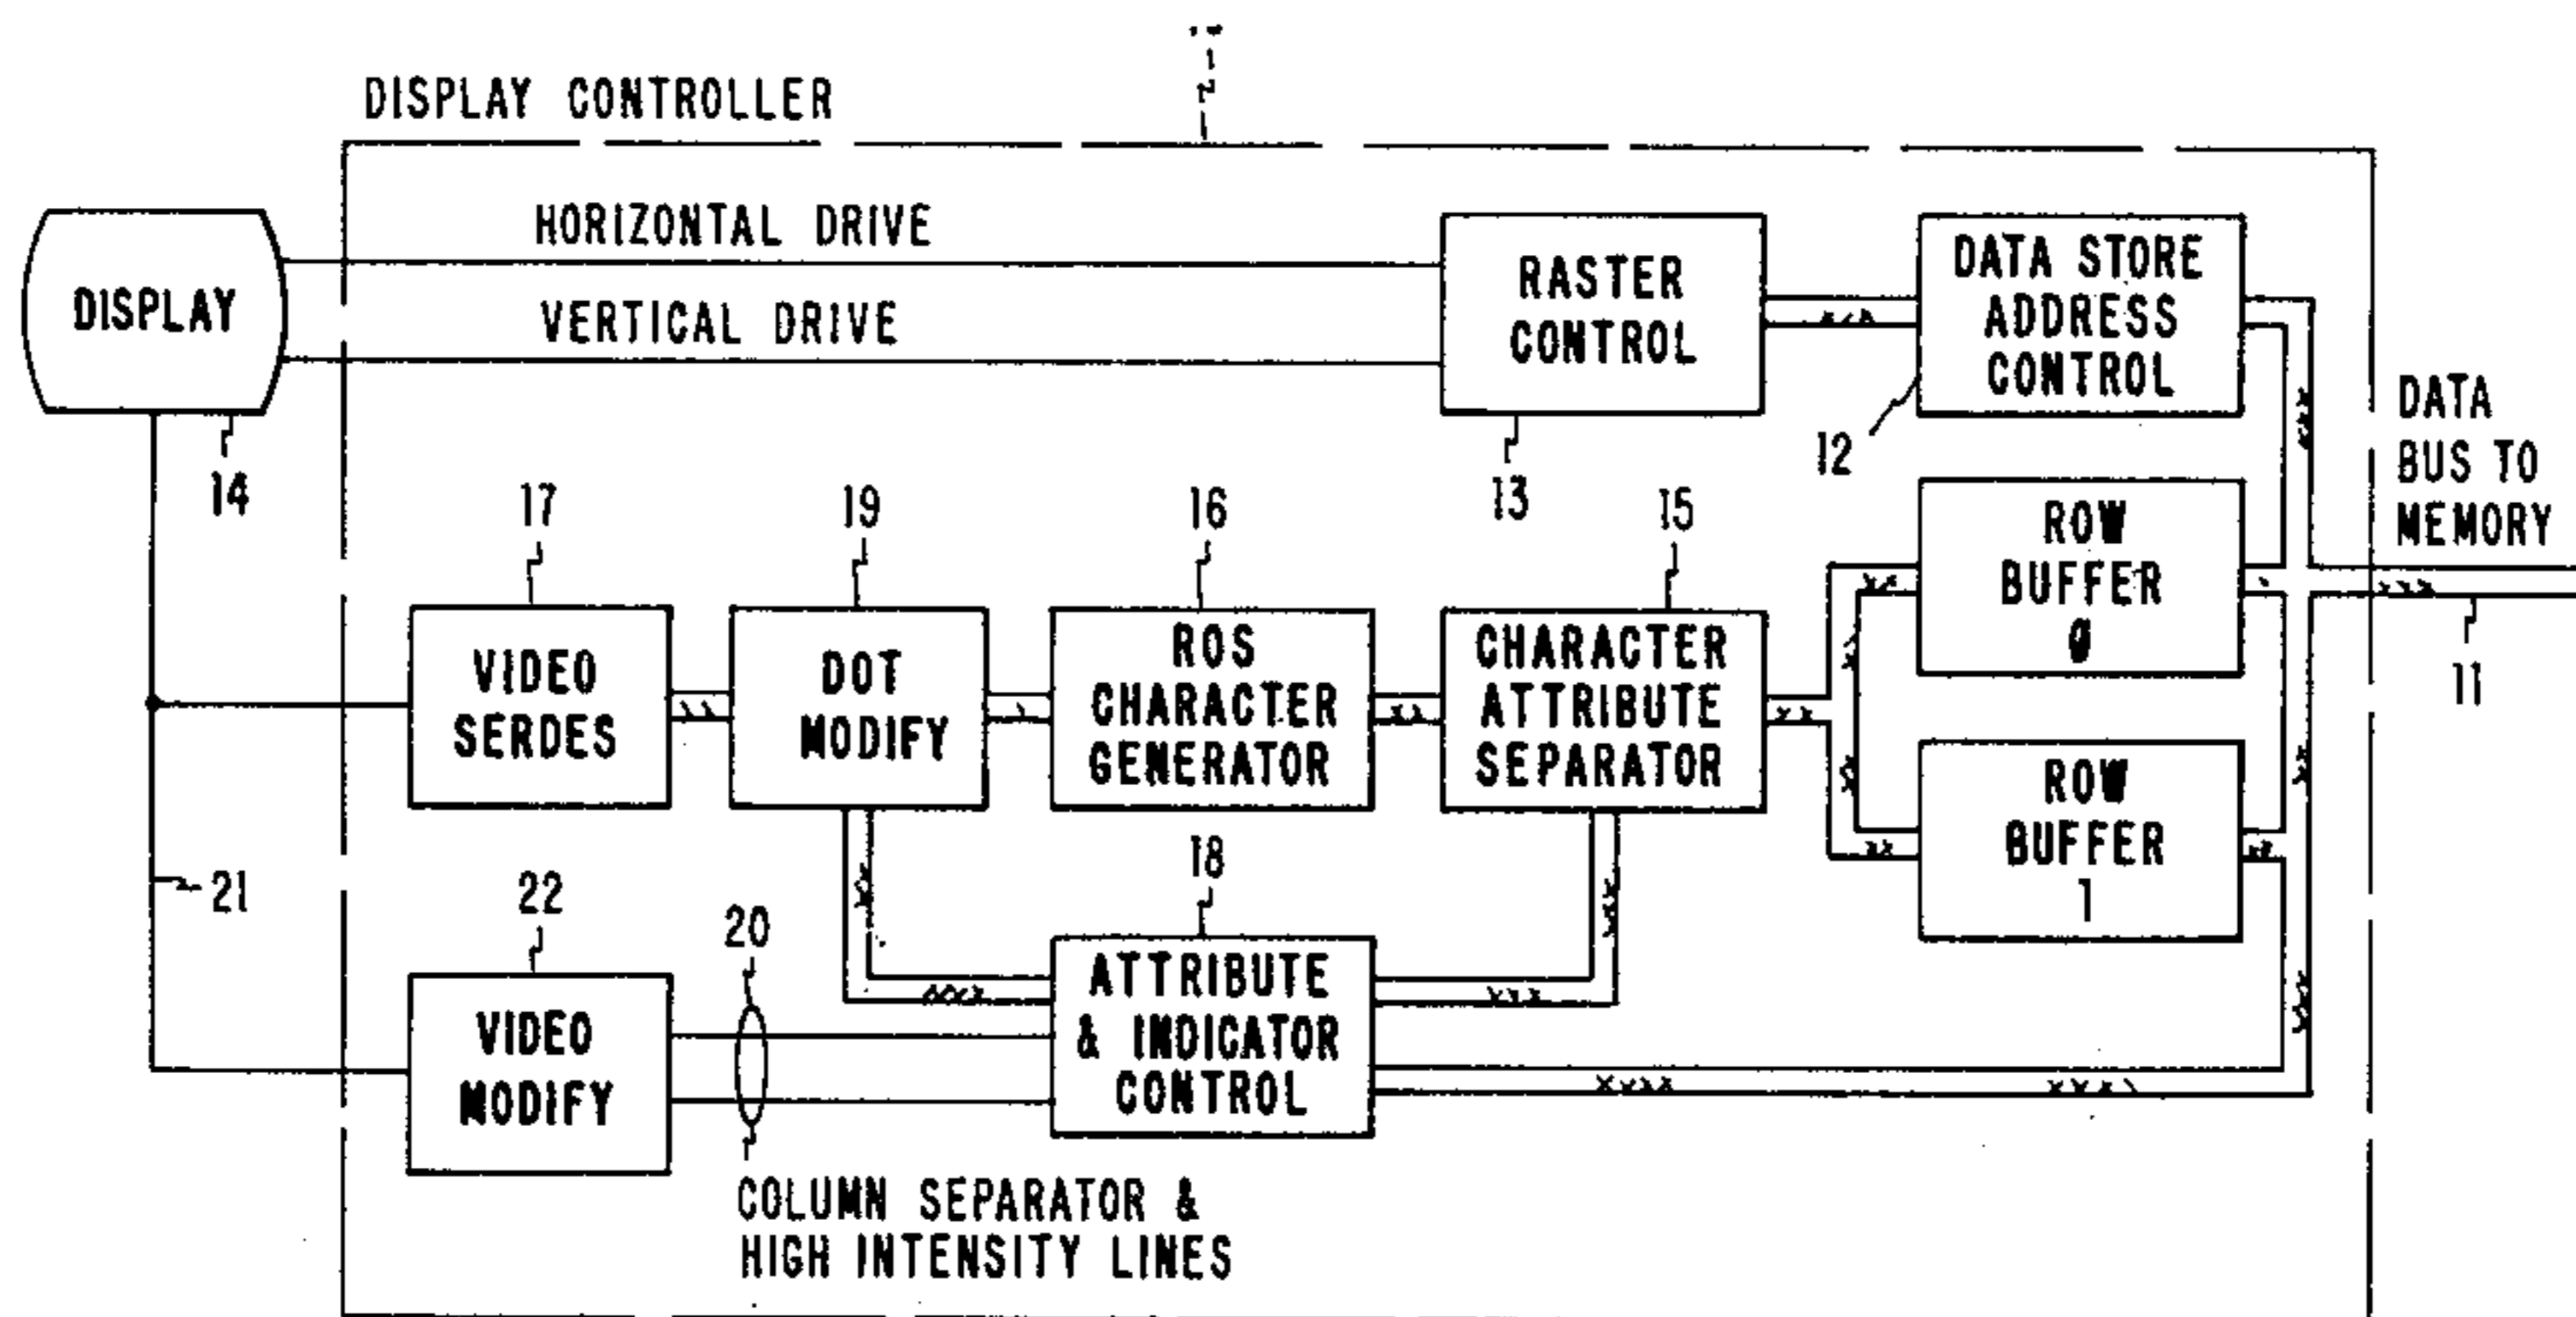 DISPLAY CONTROLLER
HORIZONTAL DRIVE
VERTICAL DRIVE
DISPLAY
14
RASTER
CONTROL
13
DATA STORE
ADDRESS
CONTROL
12
DATA
BUS TO
MEMORY
11
17
VIDEO
SERDES
19
DOT
MODIFY
16
ROS
CHARACTER
GENERATOR
15
CHARACTER
ATTRIBUTE
SEPARATOR
ROW
BUFFER
0
ROW
BUFFER
1
21
22
VIDEO
MODIFY
20
COLUMN SEPARATOR &
HIGH INTENSITY LINES
18
ATTRIBUTE
& INDICATOR
CONTROL